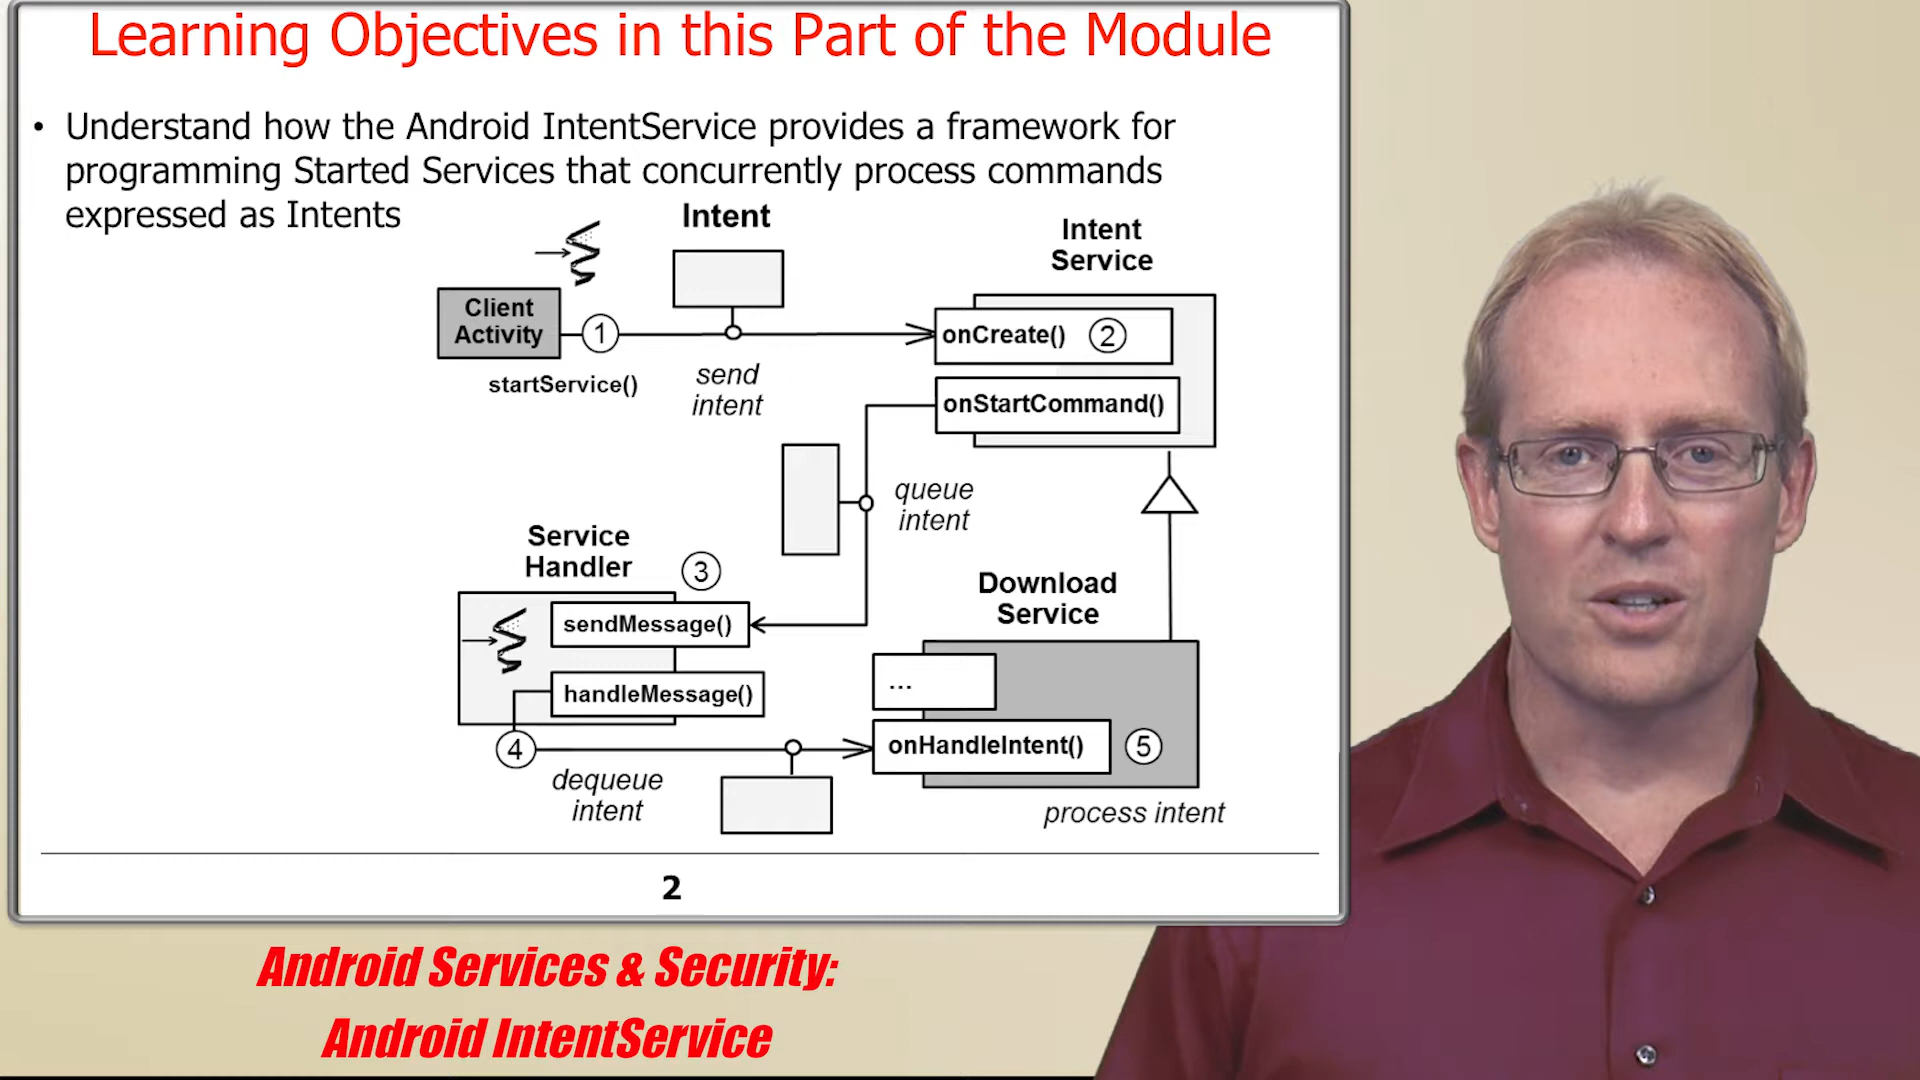 Learning Objectives in this Part of the Module
• Understand how the Android IntentService provides a framework for
programming Started Services that concurrently process commands
expressed as Intents
Intent
Intent
Service
Client
Activity
1
onCreate() 2
startService()
send
intent
onStartCommand()
queue
intent
Service
Handler
3
Download
Service
sendMessage()
...
handleMessage()
4
onHandleIntent() 5
dequeue
intent
process intent
2
Android Services & Security:
Android IntentService